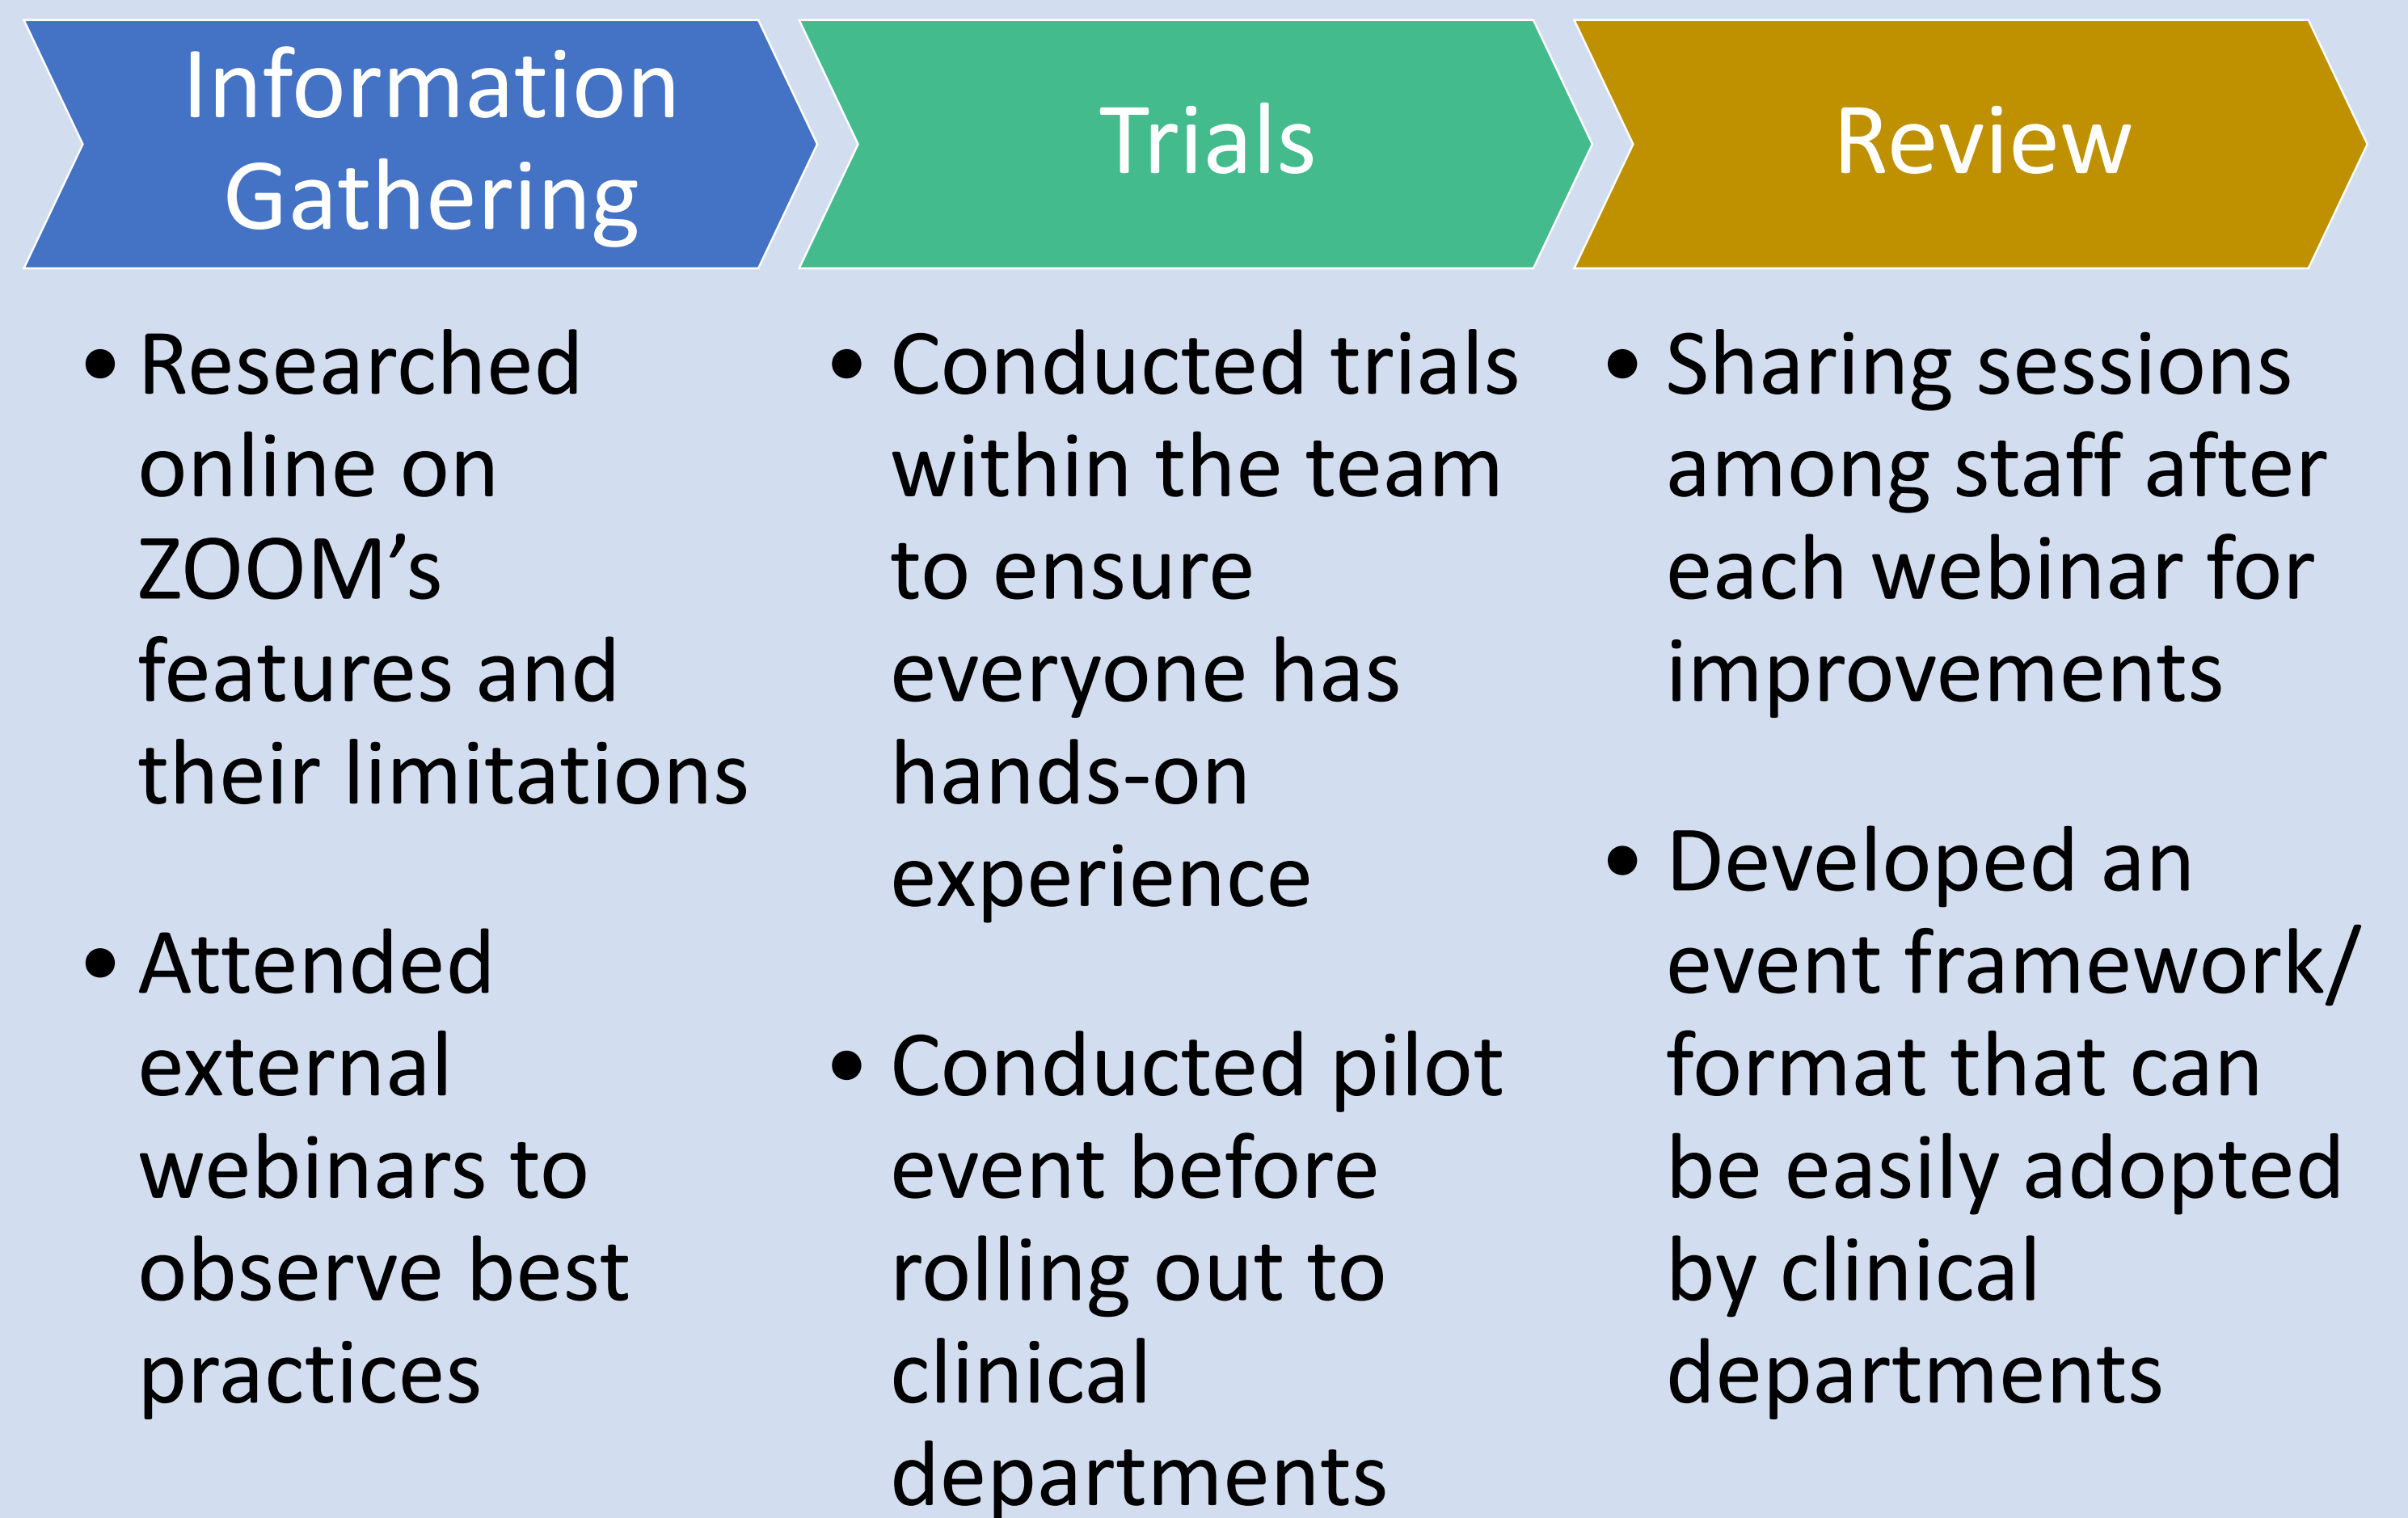 Information
Gathering
• Researched
online on
ZOOM’s
features and
their limitations
• Attended
external
webinars to
observe best
practices
Trials
• Conducted trials
within the team
to ensure
everyone has
hands-on
experience
• Conducted pilot
event before
rolling out to
clinical
departments
Review
• Sharing sessions
among staff after
each webinar for
improvements
• Developed an
event framework/
format that can
be easily adopted
by clinical
departments